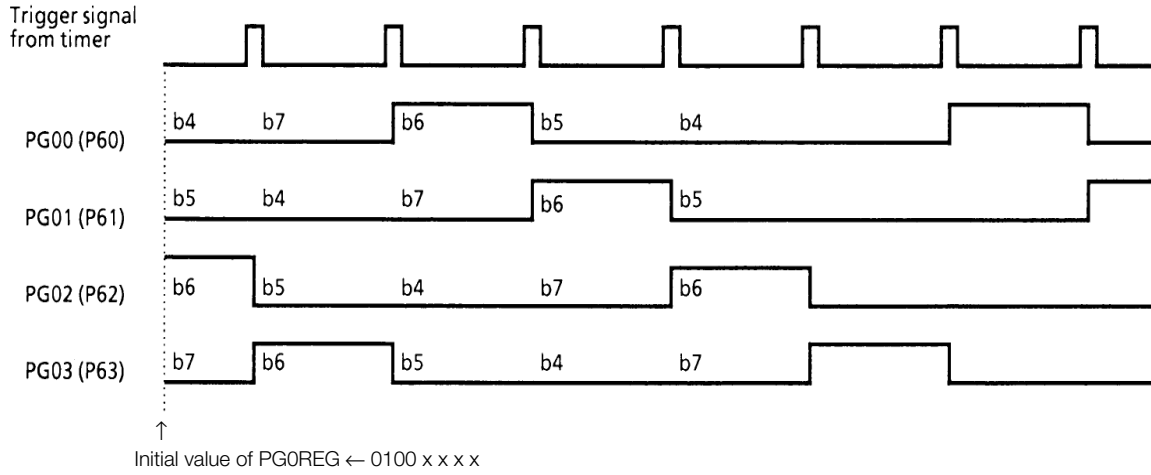 Trigger signal
from timer
b4 b7 b6 b5 b4
PG00 (P60)
b5 b4 b7 b6 b5
PG01 (P61)
b6 b5 b4 b7 b6
PG02 (P62)
b7 b6 b5 b4 b7
PG03 (P63)
↑
Initial value of PG0REG ← 0100 x x x x